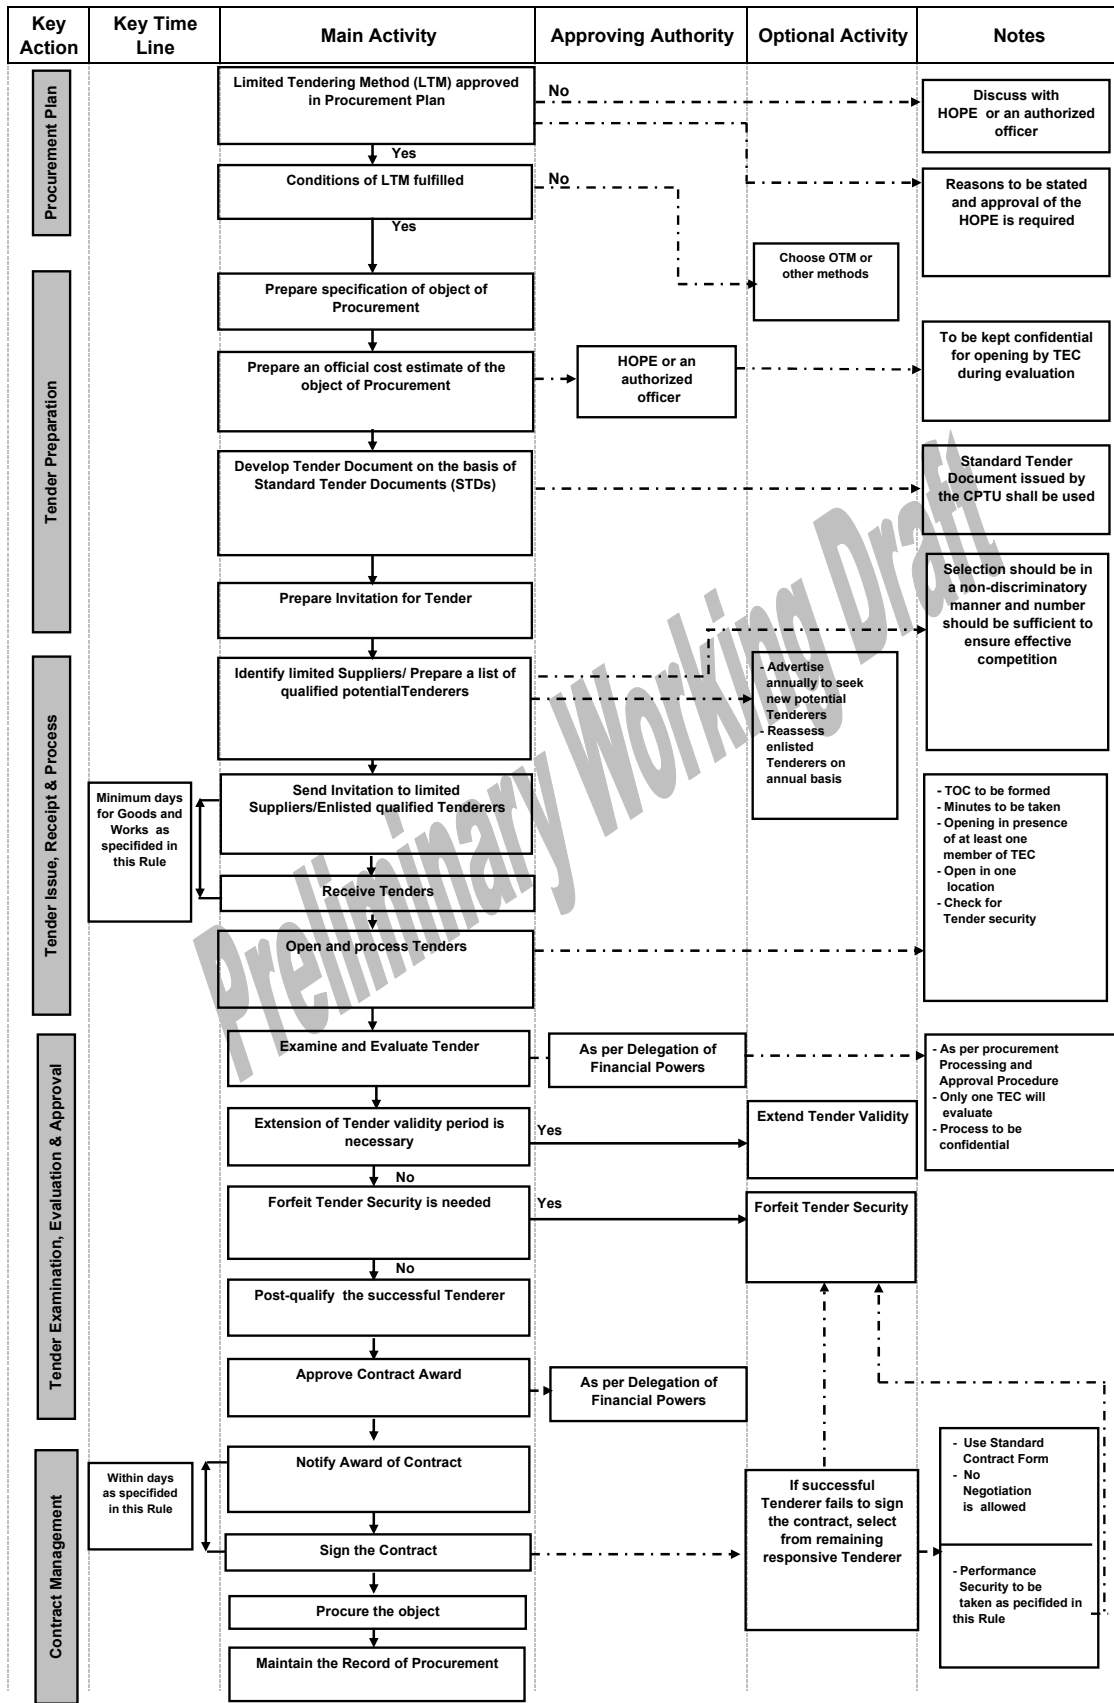 Key
Action
Key Time
Line
Main Activity
Approving Authority
Optional Activity
Notes
Procurement Plan
Limited Tendering Method (LTM) approved
in Procurement Plan
No
Discuss with
HOPE or an authorized
officer
Yes
Conditions of LTM fulfilled
No
Reasons to be stated
and approval of the
HOPE is required
Yes
Choose OTM or
other methods
Tender Preparation
Prepare specification of object of
Procurement
Prepare an official cost estimate of the
object of Procurement
HOPE or an
authorized
officer
To be kept confidential
for opening by TEC
during evaluation
Develop Tender Document on the basis of
Standard Tender Documents (STDs)
Standard Tender
Document issued by
the CPTU shall be used
Prepare Invitation for Tender
Selection should be in
a non-discriminatory
manner and number
should be sufficient to
ensure effective
competition
Tender Issue, Receipt & Process
Identify limited Suppliers/ Prepare a list of
qualified potentialTenderers
- Advertise
annually to seek
new potential
Tenderers
- Reassess
enlisted
Tenderers on
annual basis
Minimum days
for Goods and
Works as
specifided in
this Rule
Send Invitation to limited
Suppliers/Enlisted qualified Tenderers
- TOC to be formed
- Minutes to be taken
- Opening in presence
of at least one
member of TEC
- Open in one
location
- Check for
Tender security
Receive Tenders
Open and process Tenders
Preliminary Working Draft
Tender Examination, Evaluation & Approval
Examine and Evaluate Tender
As per Delegation of
Financial Powers
- As per procurement
Processing and
Approval Procedure
- Only one TEC will
evaluate
- Process to be
confidential
Extension of Tender validity period is
necessary
Yes
Extend Tender Validity
No
Forfeit Tender Security is needed
Yes
Forfeit Tender Security
No
Post-qualify the successful Tenderer
Approve Contract Award
As per Delegation of
Financial Powers
Contract Management
Within days
as specifided
in this Rule
Notify Award of Contract
If successful
Tenderer fails to sign
the contract, select
from remaining
responsive Tenderer
- Use Standard
Contract Form
- No
Negotiation
is allowed
Sign the Contract
- Performance
Security to be
taken as pecifided in
this Rule
Procure the object
Maintain the Record of Procurement